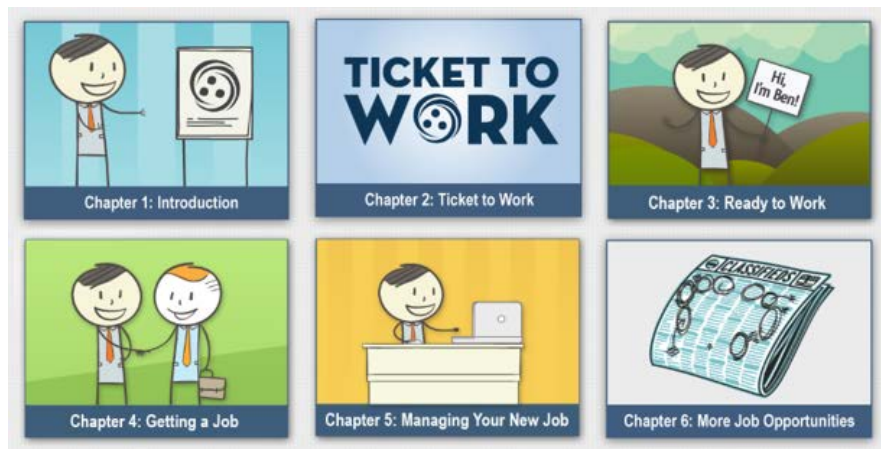 TICKET TO
WORK
Hi,
I'm Ben!
Chapter 1: Introduction
Chapter 2: Ticket to Work
Chapter 3: Ready to Work
CLASSIFIEDS
Chapter 4: Getting a Job
Chapter 5: Managing Your New Job
Chapter 6: More Job Opportunities